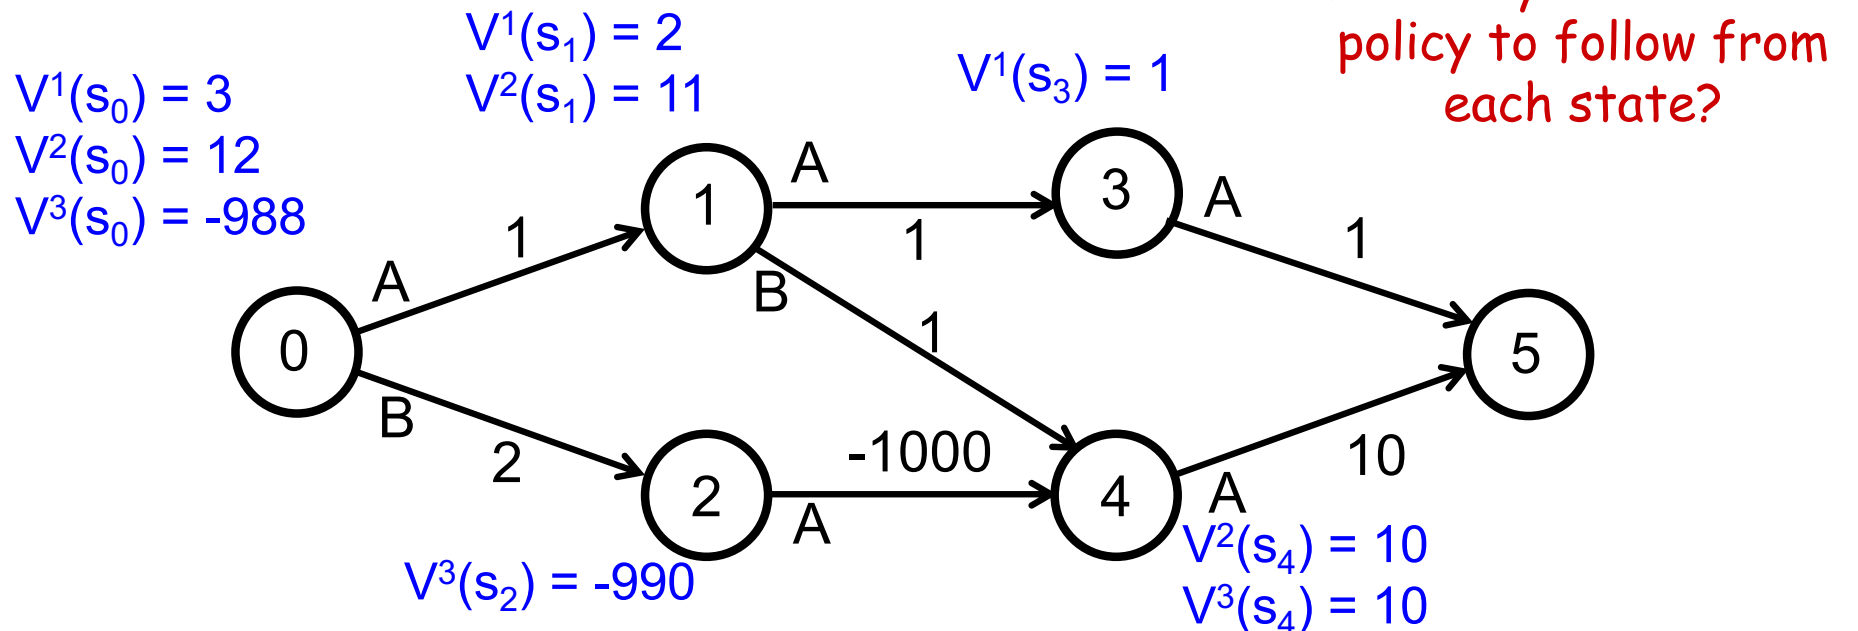 V¹(s₀) = 3
V²(s₀) = 12
V³(s₀) = -988
V¹(s₁) = 2
V²(s₁) = 11
V¹(s₃) = 1
policy to follow from
each state?
0
A
1
B
2
1
A
1
B
1
3
A
1
2
-1000
A
4
10
A
5
V³(s₂) = -990
V²(s₄) = 10
V³(s₄) = 10